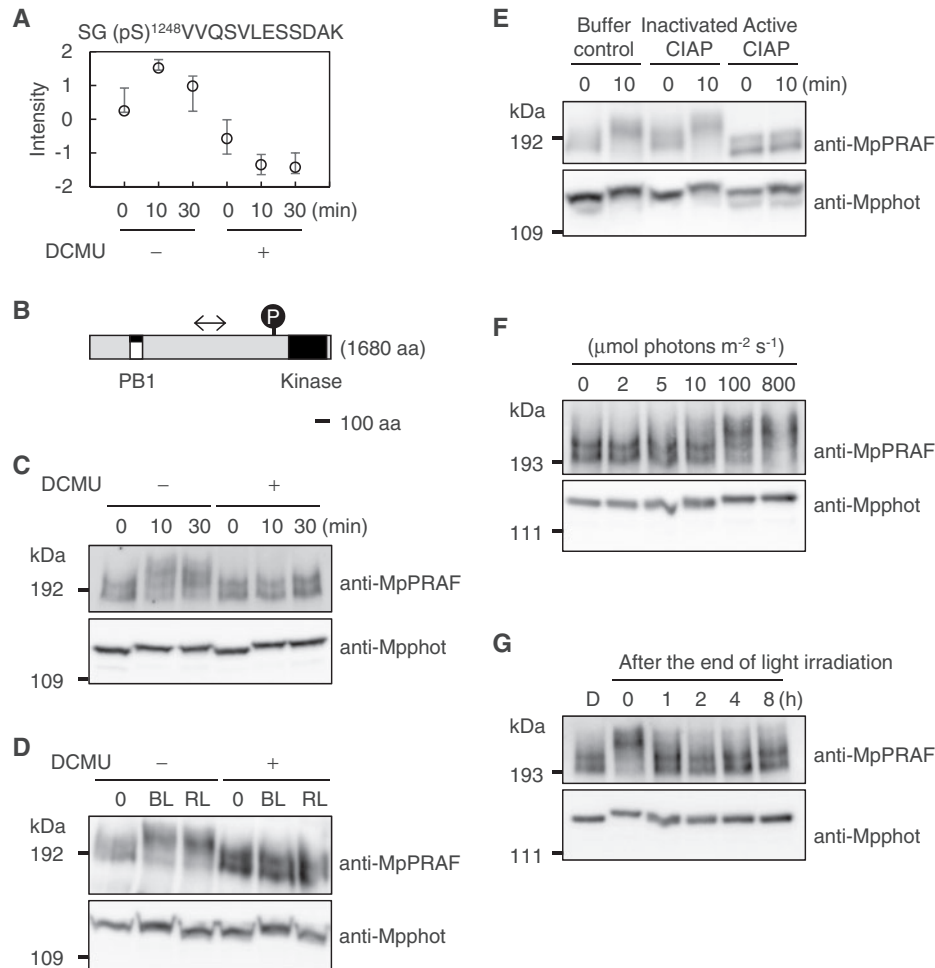 A
SG (pS)¹²⁴⁸VVQSVLESSDAK
Intensity
2
1
0
-1
-2
0 10 30 0 10 30 (min)
DCMU − +
B
P
(1680 aa)
PB1 Kinase
100 aa
C
DCMU − +
0 10 30 0 10 30 (min)
kDa
192
anti-MpPRAF
anti-Mpphot
109
D
DCMU − +
0 BL RL 0 BL RL
kDa
192
anti-MpPRAF
anti-Mpphot
109
E
Buffer control Inactivated CIAP Active CIAP
0 10 0 10 0 10 (min)
kDa
192
anti-MpPRAF
anti-Mpphot
109
F
(μmol photons m⁻² s⁻¹)
0 2 5 10 100 800
kDa
193
anti-MpPRAF
anti-Mpphot
111
G
After the end of light irradiation
D 0 1 2 4 8 (h)
kDa
193
anti-MpPRAF
anti-Mpphot
111